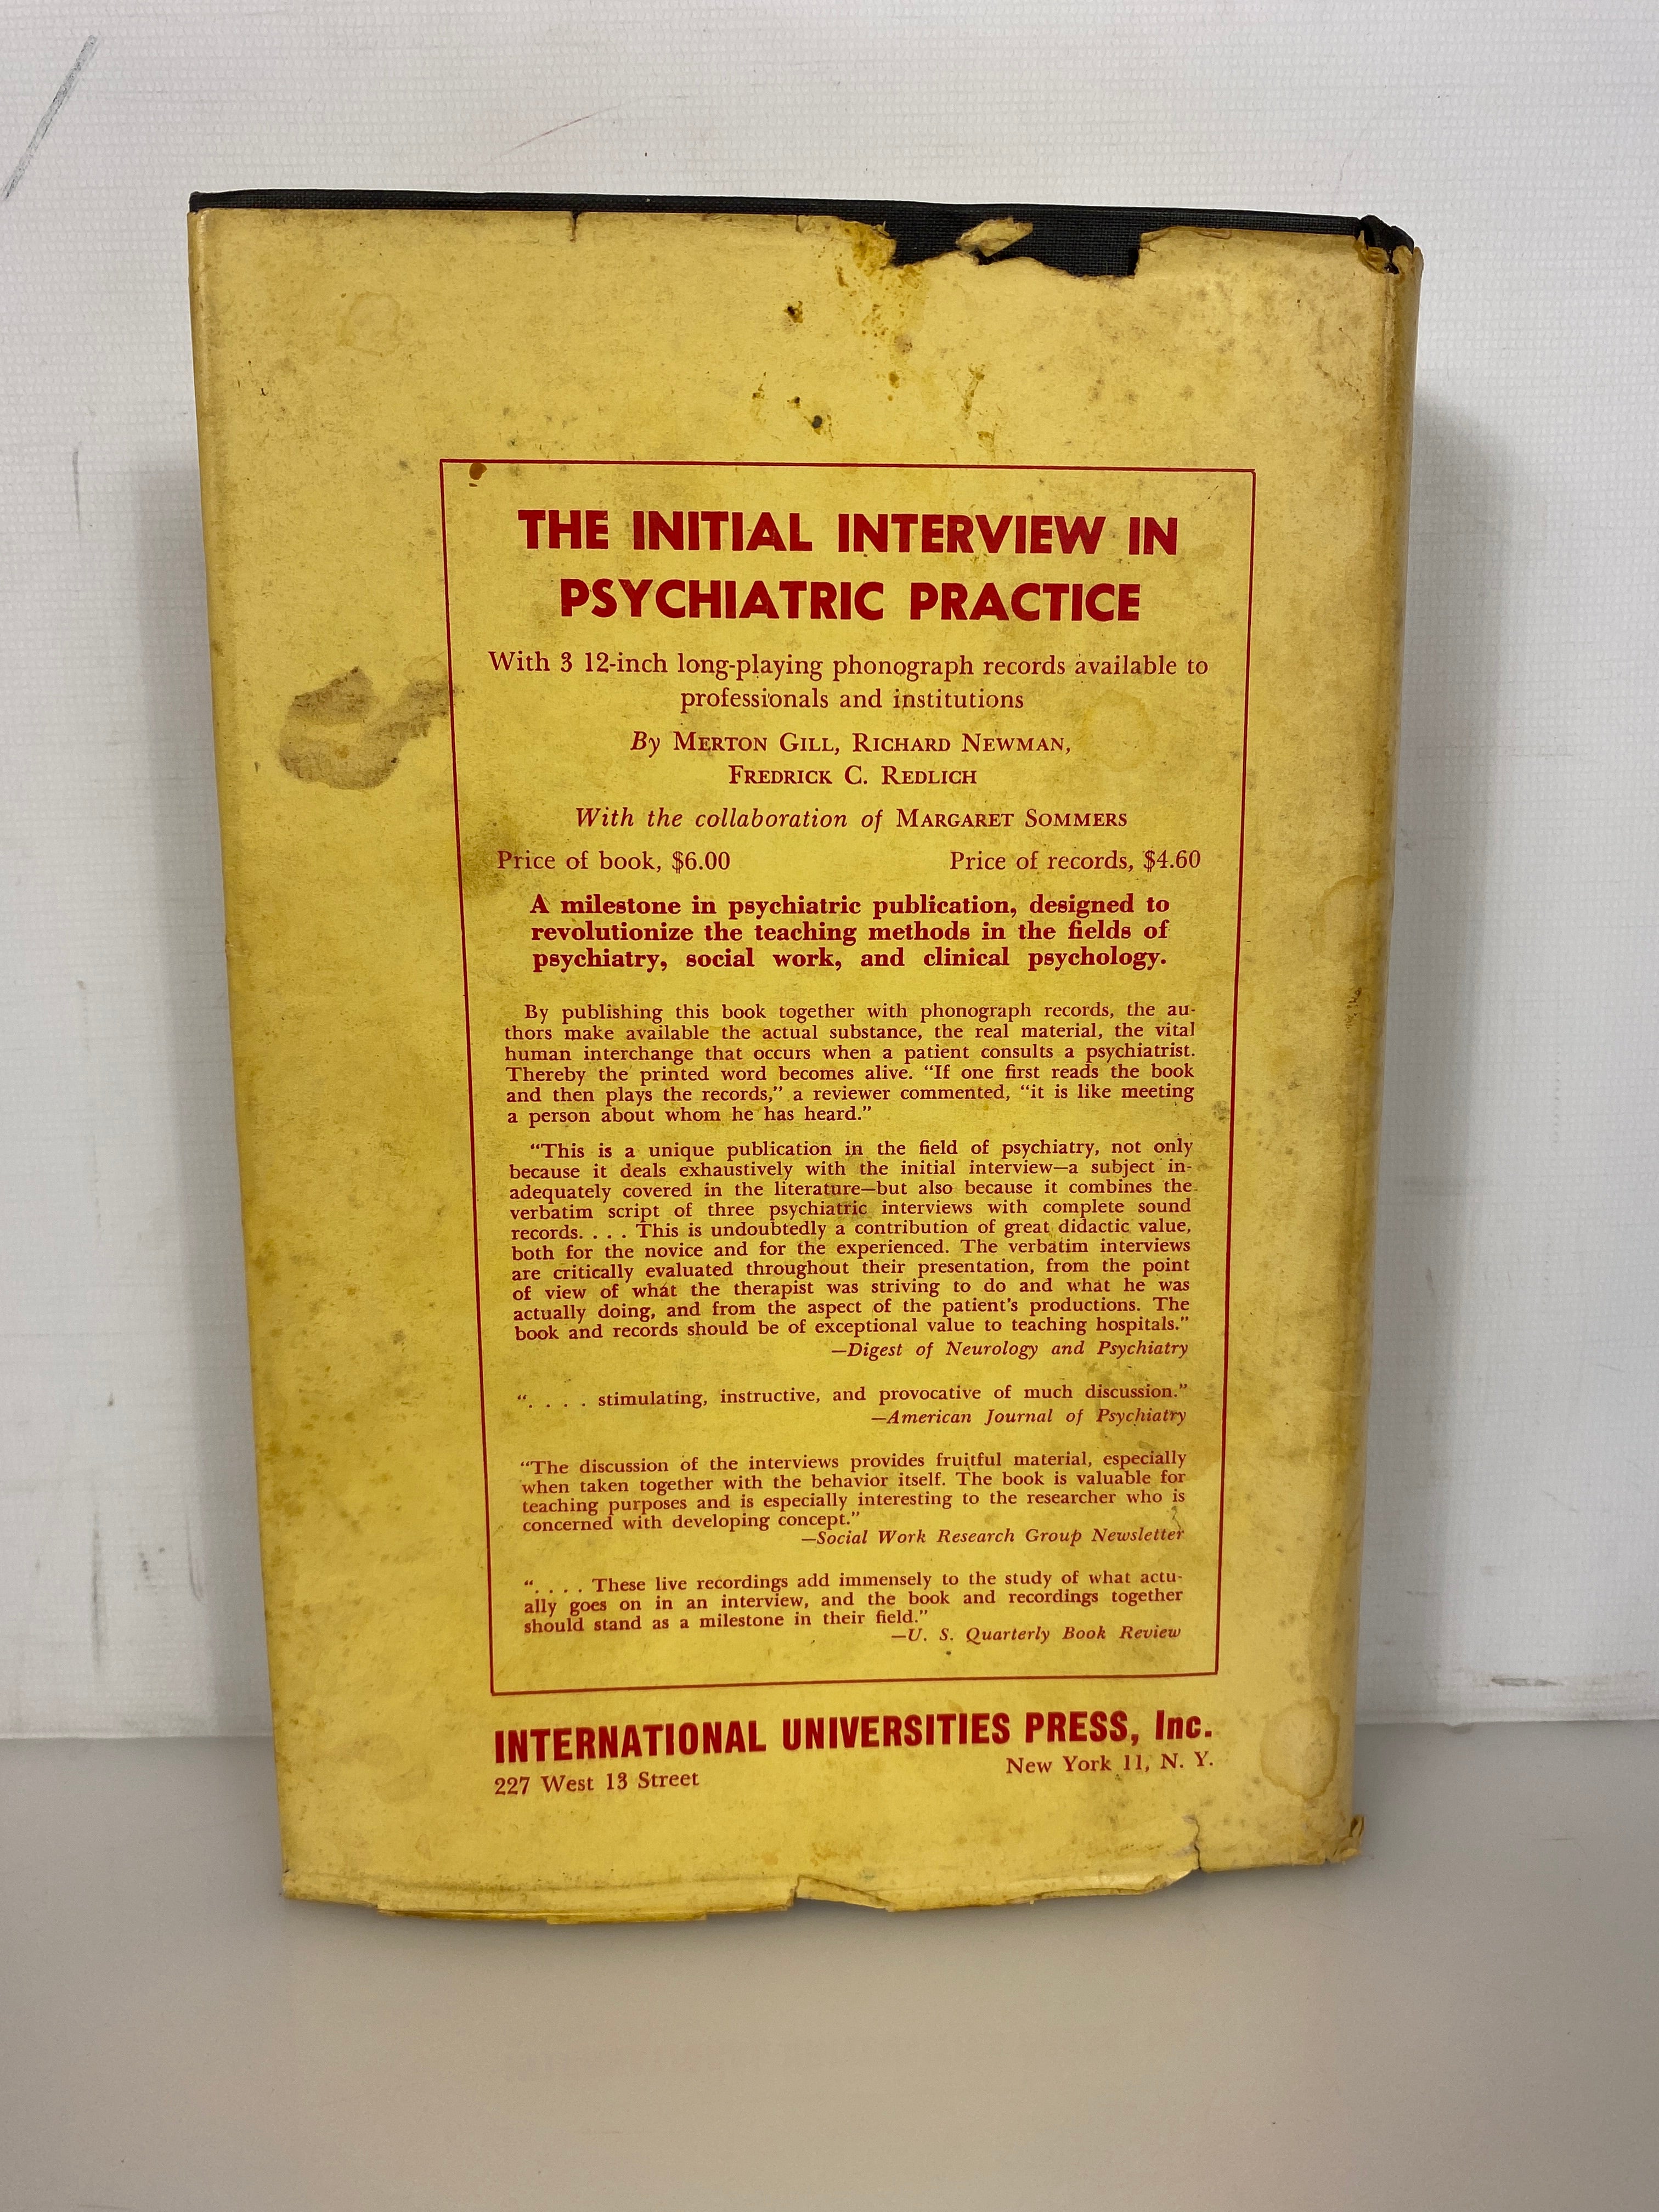 THE INITIAL INTERVIEW IN
PSYCHIATRIC PRACTICE
With 3 12-inch long-playing phonograph records available to
professionals and institutions
By MERTON GILL, RICHARD NEWMAN,
FREDRICK C. REDLICH
With the collaboration of MARGARET SOMMERS
Price of book, $6.00 Price of records, $4.60
A milestone in psychiatric publication, designed to
revolutionize the teaching methods in the fields of
psychiatry, social work, and clinical psychology.
By publishing this book together with phonograph records, the au-
thors make available the actual substance, the real material, the vital
human interchange that occurs when a patient consults a psychiatrist.
Thereby the printed word becomes alive. “If one first reads the book
and then plays the records,” a reviewer commented, “it is like meeting
a person about whom he has heard.”
“This is a unique publication in the field of psychiatry, not only
because it deals exhaustively with the initial interview—a subject in-
adequately covered in the literature—but also because it combines the
verbatim script of three psychiatric interviews with complete sound
records. . . . This is undoubtedly a contribution of great didactic value,
both for the novice and for the experienced. The verbatim interviews
are critically evaluated throughout their presentation, from the point
of view of what the therapist was striving to do and what he was
actually doing, and from the aspect of the patient’s productions. The
book and records should be of exceptional value to teaching hospitals.”
—Digest of Neurology and Psychiatry
“. . . . stimulating, instructive, and provocative of much discussion.”
—American Journal of Psychiatry
“The discussion of the interviews provides fruitful material, especially
when taken together with the behavior itself. The book is valuable for
teaching purposes and is especially interesting to the researcher who is
concerned with developing concept.”
—Social Work Research Group Newsletter
“. . . . These live recordings add immensely to the study of what actu-
ally goes on in an interview, and the book and recordings together
should stand as a milestone in their field.”
—U. S. Quarterly Book Review
INTERNATIONAL UNIVERSITIES PRESS, Inc.
227 West 13 Street New York 11, N. Y.